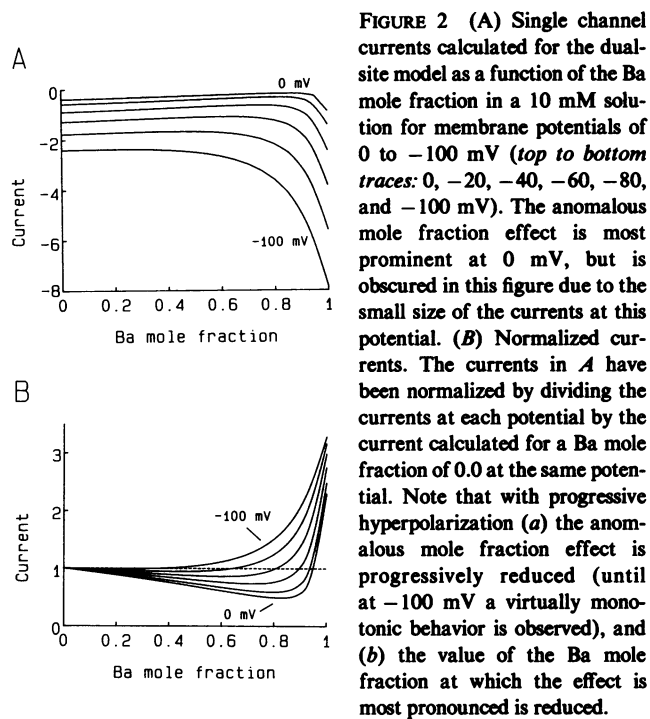 A
0
-2
-4
-6
-8
Current
0 mV
-100 mV
0
0.2
0.4
0.6
0.8
1
Ba mole fraction
B
3
2
1
0
Current
-100 mV
0 mV
0
0.2
0.4
0.6
0.8
1
Ba mole fraction
FIGURE 2 (A) Single channel
currents calculated for the dual-
site model as a function of the Ba
mole fraction in a 10 mM solu-
tion for membrane potentials of
0 to −100 mV (top to bottom
traces: 0, −20, −40, −60, −80,
and −100 mV). The anomalous
mole fraction effect is most
prominent at 0 mV, but is
obscured in this figure due to the
small size of the currents at this
potential. (B) Normalized cur-
rents. The currents in A have
been normalized by dividing the
currents at each potential by the
current calculated for a Ba mole
fraction of 0.0 at the same poten-
tial. Note that with progressive
hyperpolarization (a) the anom-
alous mole fraction effect is
progressively reduced (until
at −100 mV a virtually mono-
tonic behavior is observed), and
(b) the value of the Ba mole
fraction at which the effect is
most pronounced is reduced.